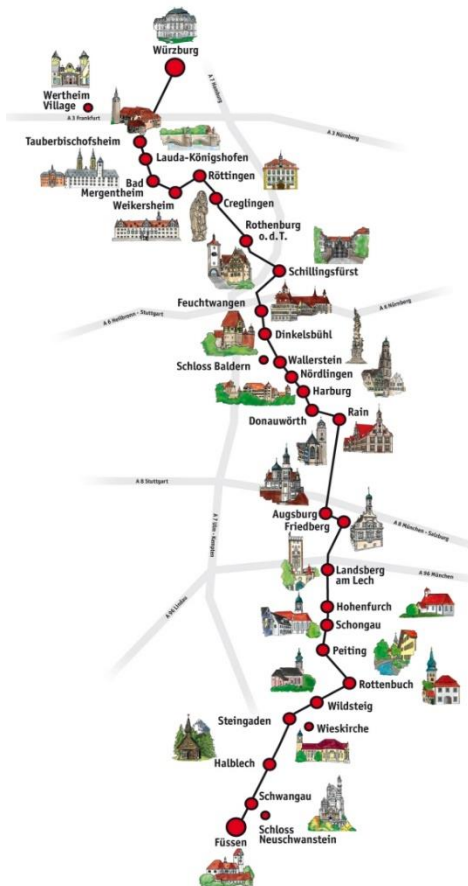 Würzburg
Wertheim
Village
A 3 Frankfurt
A 3 Nürnberg
Tauberbischofsheim
Lauda-Königshofen
Bad
Mergentheim
Röttingen
Weikersheim
Creglingen
Rothenburg
o.d.T.
Schillingsfürst
Feuchtwangen
A 6 Heilbronn - Stuttgart
A 6 Nürnberg
Dinkelsbühl
Schloss Baldern
Wallerstein
Nördlingen
Harburg
Donauwörth
Rain
A 8 Stuttgart
Augsburg
Friedberg
A 8 München - Salzburg
A 7 Ulm - Kempten
Landsberg
am Lech
A 96 München
A 96 Lindau
Hohenfurch
Schongau
Peiting
Rottenbuch
Wildsteig
Steingaden
Wieskirche
Halblech
Schwangau
Füssen
Schloss
Neuschwanstein